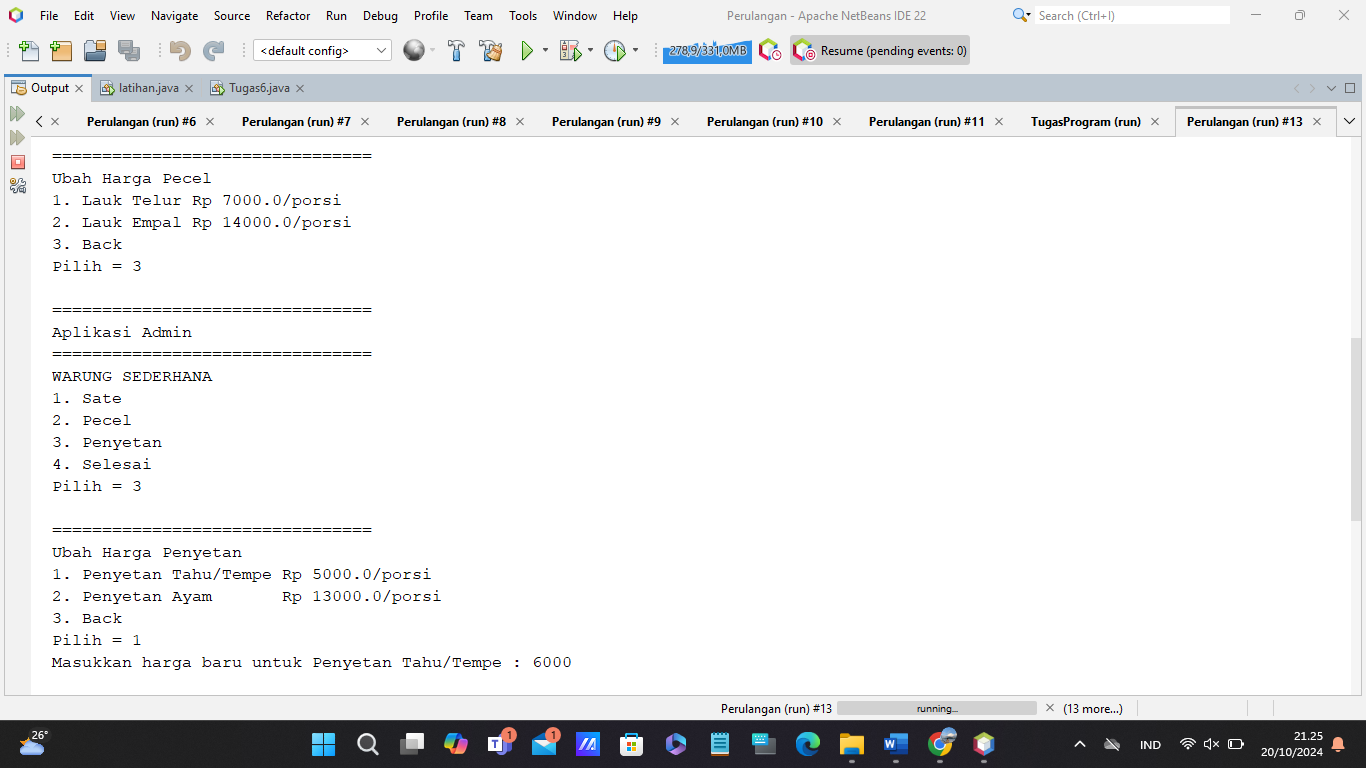 File Edit View Navigate Source Refactor Run Debug Profile Team Tools Window Help Perulangan - Apache NetBeans IDE 22 Search (Ctrl+I)
<default config> 278,9/331,0MB Resume (pending events: 0)
Output latihan.java Tugas6.java
Perulangan (run) #6 Perulangan (run) #7 Perulangan (run) #8 Perulangan (run) #9 Perulangan (run) #10 Perulangan (run) #11 TugasProgram (run) Perulangan (run) #13
================================
Ubah Harga Pecel
1. Lauk Telur Rp 7000.0/porsi
2. Lauk Empal Rp 14000.0/porsi
3. Back
Pilih = 3
================================
Aplikasi Admin
================================
WARUNG SEDERHANA
1. Sate
2. Pecel
3. Penyetan
4. Selesai
Pilih = 3
================================
Ubah Harga Penyetan
1. Penyetan Tahu/Tempe Rp 5000.0/porsi
2. Penyetan Ayam       Rp 13000.0/porsi
3. Back
Pilih = 1
Masukkan harga baru untuk Penyetan Tahu/Tempe : 6000
Perulangan (run) #13 running... (13 more...)
26° 1 1 IND 21.25
20/10/2024